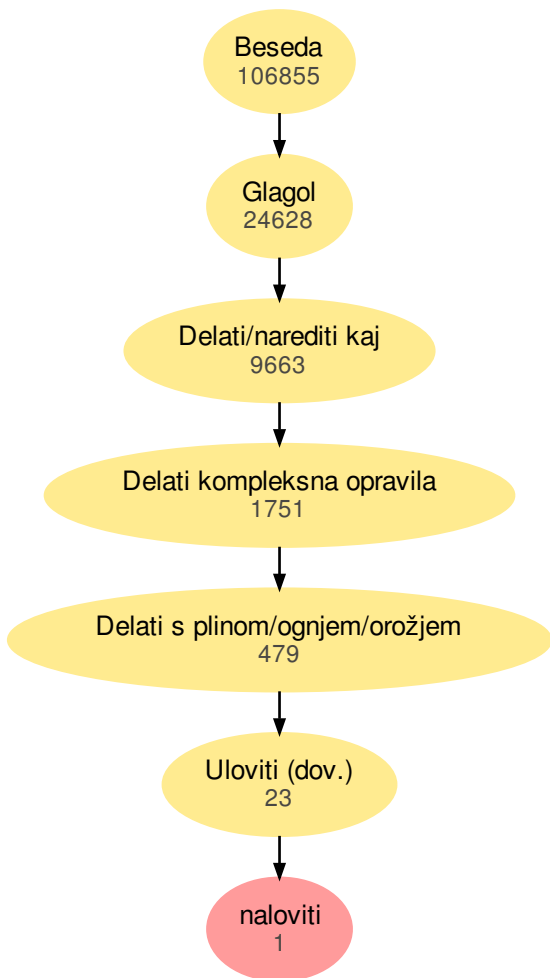 Beseda
106855
Glagol
24628
Delati/narediti kaj
9663
Delati kompleksna opravila
1751
Delati s plinom/ognjem/orožjem
479
Uloviti (dov.)
23
naloviti
1